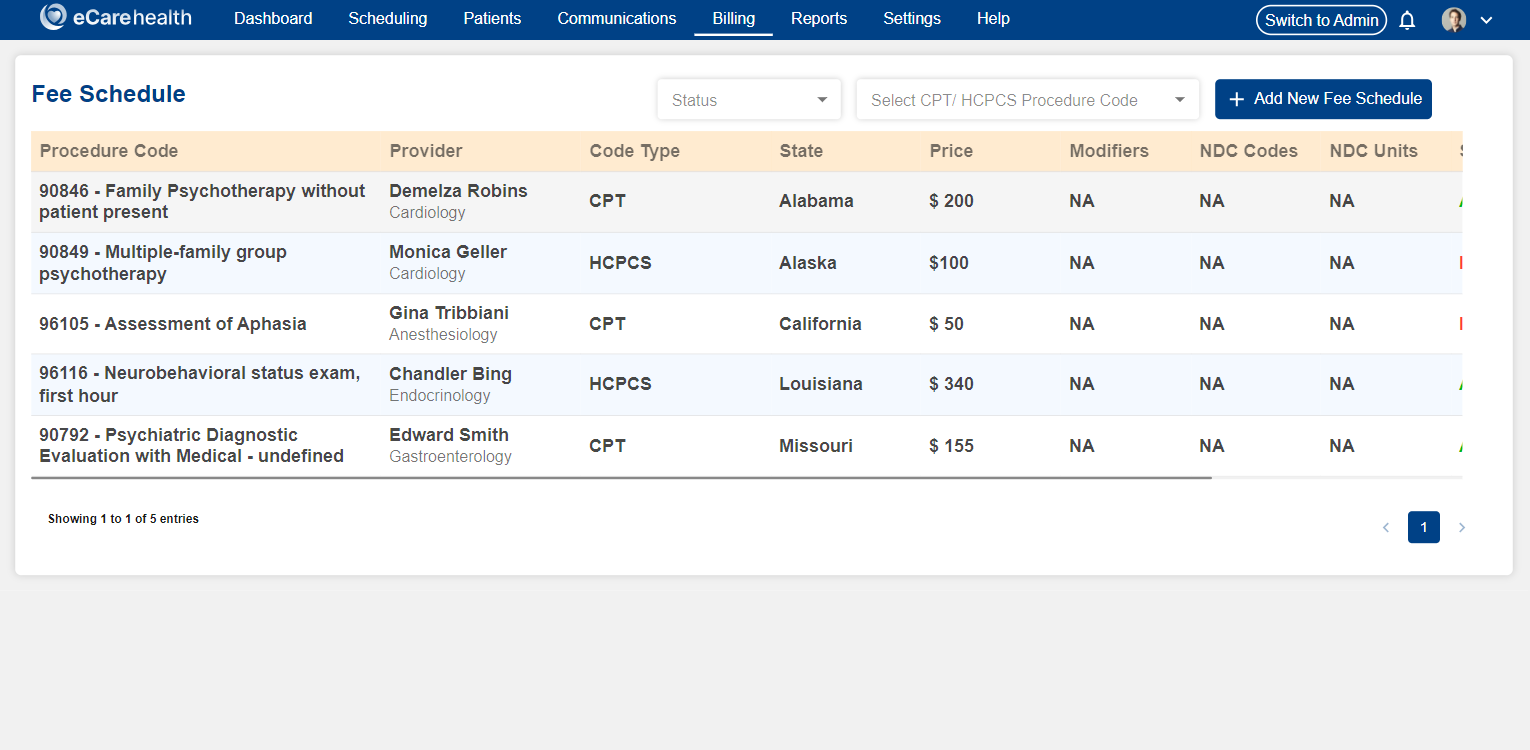 eCarehealth Dashboard Scheduling Patients Communications Billing Reports Settings Help Switch to Admin
Fee Schedule Status Select CPT/ HCPCS Procedure Code + Add New Fee Schedule
Procedure Code Provider Code Type State Price Modifiers NDC Codes NDC Units
90846 - Family Psychotherapy without
patient present
Demelza Robins
Cardiology
CPT Alabama $ 200 NA NA NA
90849 - Multiple-family group
psychotherapy
Monica Geller
Cardiology
HCPCS Alaska $100 NA NA NA
96105 - Assessment of Aphasia
Gina Tribbiani
Anesthesiology
CPT California $ 50 NA NA NA
96116 - Neurobehavioral status exam,
first hour
Chandler Bing
Endocrinology
HCPCS Louisiana $ 340 NA NA NA
90792 - Psychiatric Diagnostic
Evaluation with Medical - undefined
Edward Smith
Gastroenterology
CPT Missouri $ 155 NA NA NA
Showing 1 to 1 of 5 entries
1